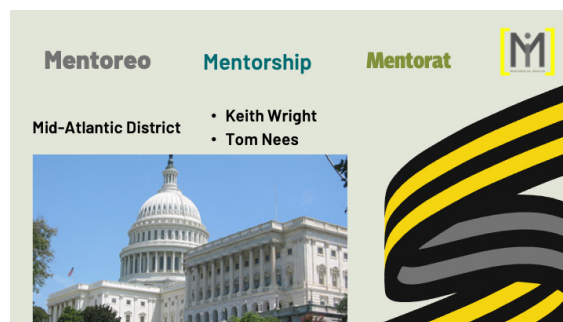 Mentoreo
Mentorship
Mentorat
Mid-Atlantic District
• Keith Wright
• Tom Nees